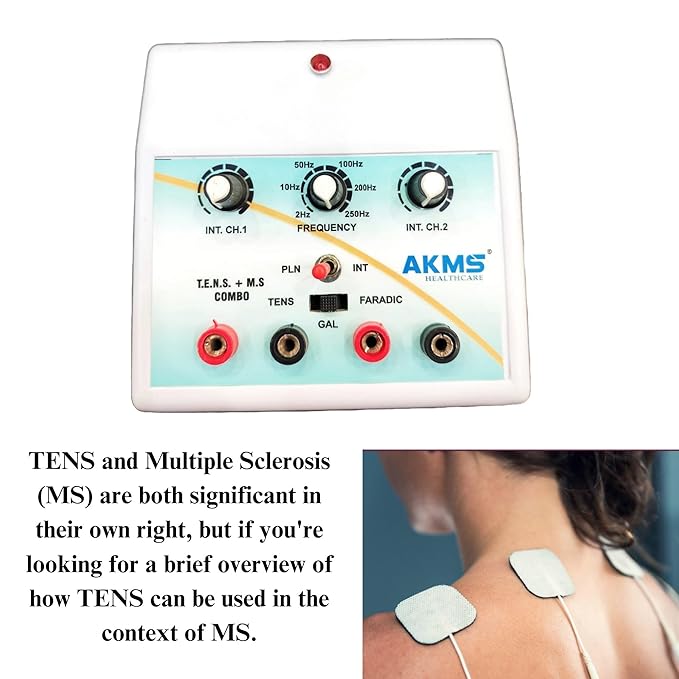 50Hz 100Hz
10Hz 200Hz
2Hz 250Hz
INT. CH.1 FREQUENCY INT. CH.2
PLN INT
AKMS®
HEALTHCARE
T.E.N.S. + M.S
COMBO
TENS FARADIC
GAL
TENS and Multiple Sclerosis
(MS) are both significant in
their own right, but if you're
looking for a brief overview of
how TENS can be used in the
context of MS.